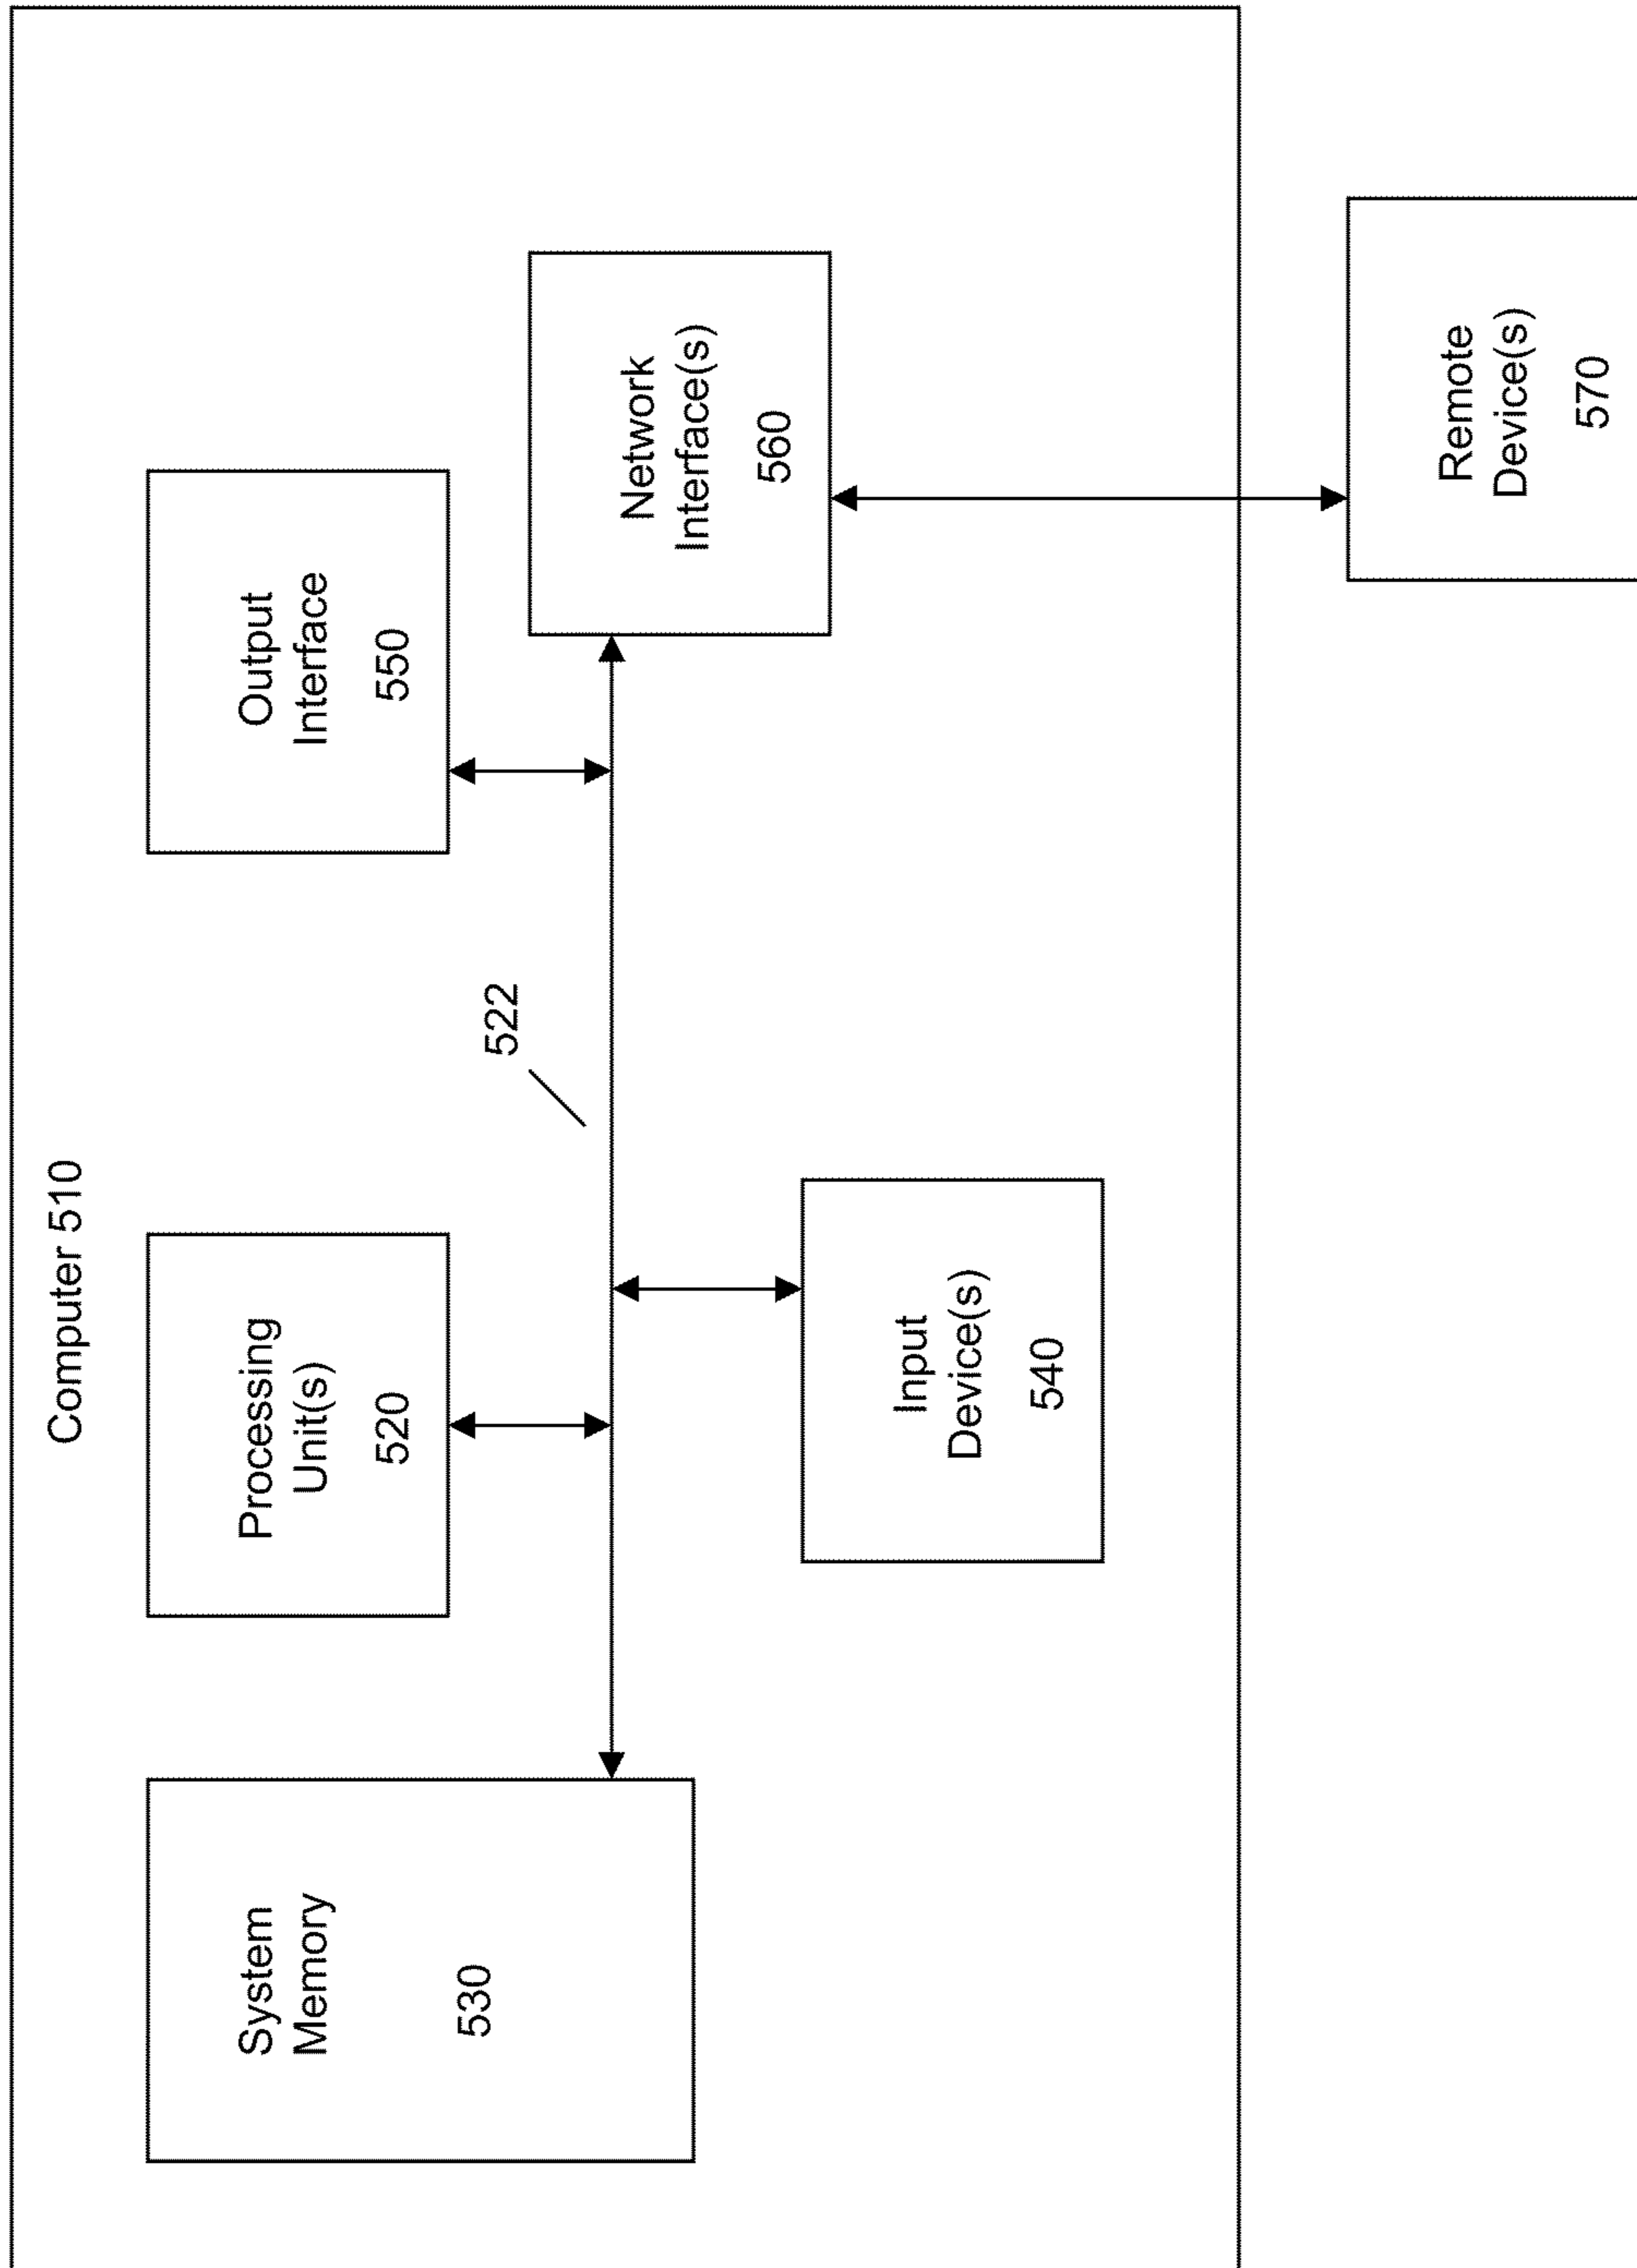 Computer 510
System
Memory
530
Processing
Unit(s)
520
Output
Interface
550
522
Network
Interface(s)
560
Input
Device(s)
540
Remote
Device(s)
570